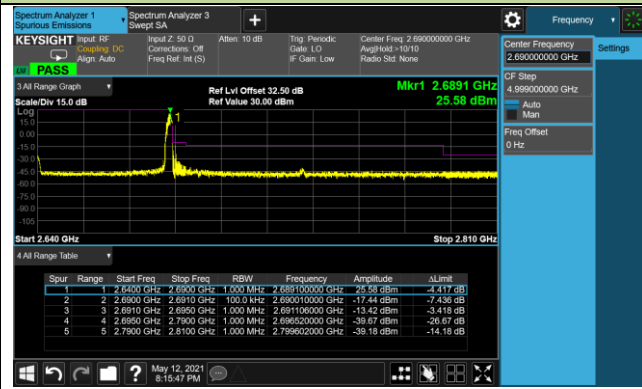 Spectrum Analyzer 1
Spurious Emissions
Spectrum Analyzer 3
Swept SA
Frequency
KEYSIGHT
Input: RF
Coupling: DC
Align: Auto
Input Z: 50 Ω
Corrections: Off
Freq Ref: Int (S)
Atten: 10 dB
Trig: Periodic
Gate: LO
IF Gain: Low
Center Freq: 2.690000000 GHz
Avg|Hold:>10/10
Radio Std: None
PASS
3 All Range Graph
Scale/Div 15.0 dB
Ref Lvl Offset 32.50 dB
Ref Value 30.00 dBm
Mkr1 2.6891 GHz
25.58 dBm
Log
15.0
0.00
-15.0
-30.0
-45.0
-60.0
-75.0
-90.0
-105
1
Start 2.640 GHz
Stop 2.810 GHz
4 All Range Table
Spur Range Start Freq Stop Freq RBW Frequency Amplitude ΔLimit
1 1 2.6400 GHz 2.6900 GHz 1.000 MHz 2.689100000 GHz 25.58 dBm -4.417 dB
2 2 2.6900 GHz 2.6910 GHz 100.0 kHz 2.690010000 GHz -17.44 dBm -7.436 dB
3 3 2.6910 GHz 2.6950 GHz 1.000 MHz 2.691106000 GHz -13.42 dBm -3.418 dB
4 4 2.6950 GHz 2.7900 GHz 1.000 MHz 2.696520000 GHz -39.67 dBm -26.67 dB
5 5 2.7900 GHz 2.8100 GHz 1.000 MHz 2.799602000 GHz -39.18 dBm -14.18 dB
Center Frequency
2.690000000 GHz
Settings
CF Step
4.999000000 GHz
Auto
Man
Freq Offset
0 Hz
May 12, 2021
8:15:47 PM